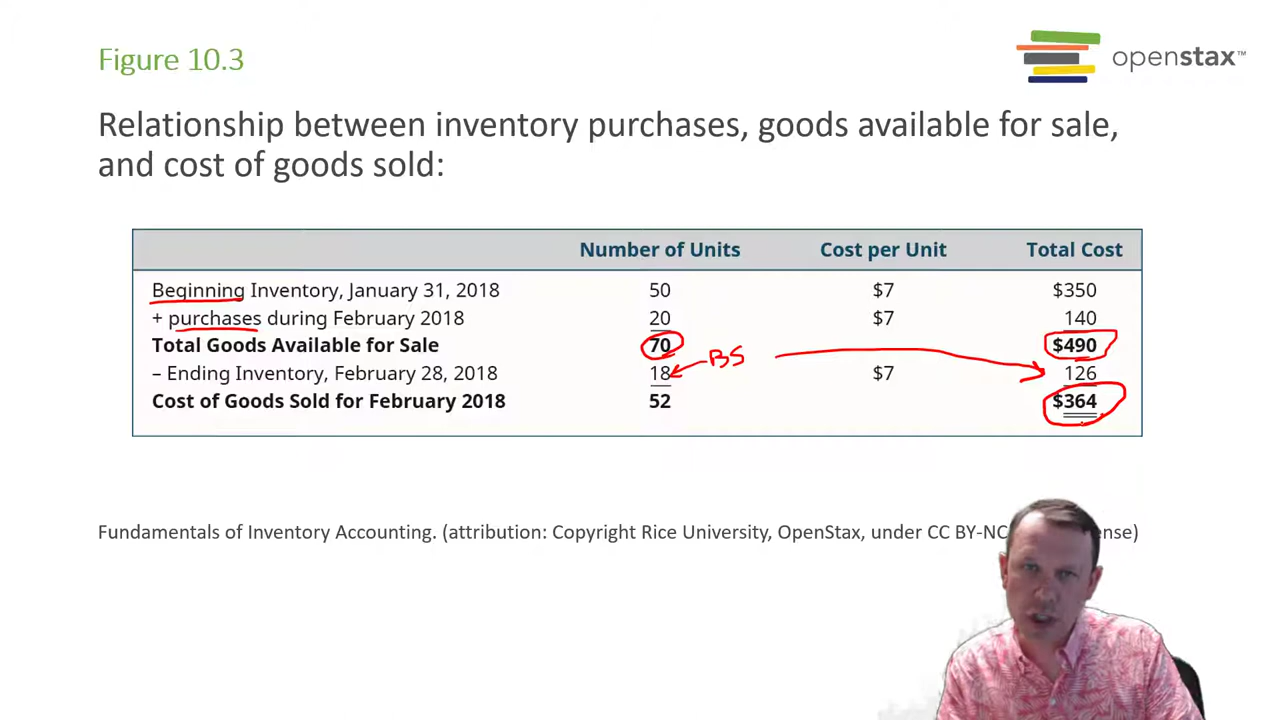 Figure 10.3
openstax™
Relationship between inventory purchases, goods available for sale,
and cost of goods sold:
Number of Units Cost per Unit Total Cost
Beginning Inventory, January 31, 2018 50 $7 $350
+ purchases during February 2018 20 $7 140
Total Goods Available for Sale 70 $490
BS
– Ending Inventory, February 28, 2018 18 $7 126
Cost of Goods Sold for February 2018 52 $364
Fundamentals of Inventory Accounting. (attribution: Copyright Rice University, OpenStax, under CC BY-NC